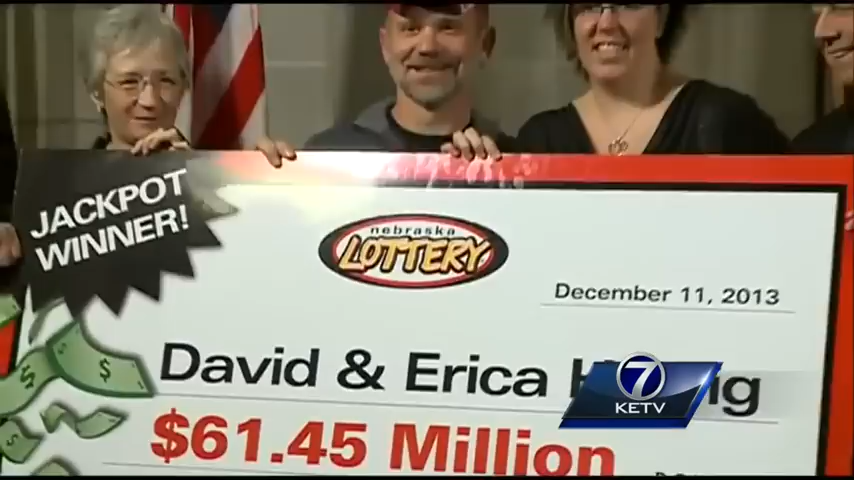 JACKPOT
WINNER!
nebraska
LOTTERY
December 11, 2013
David & Erica
7
KETV
$61.45 Million